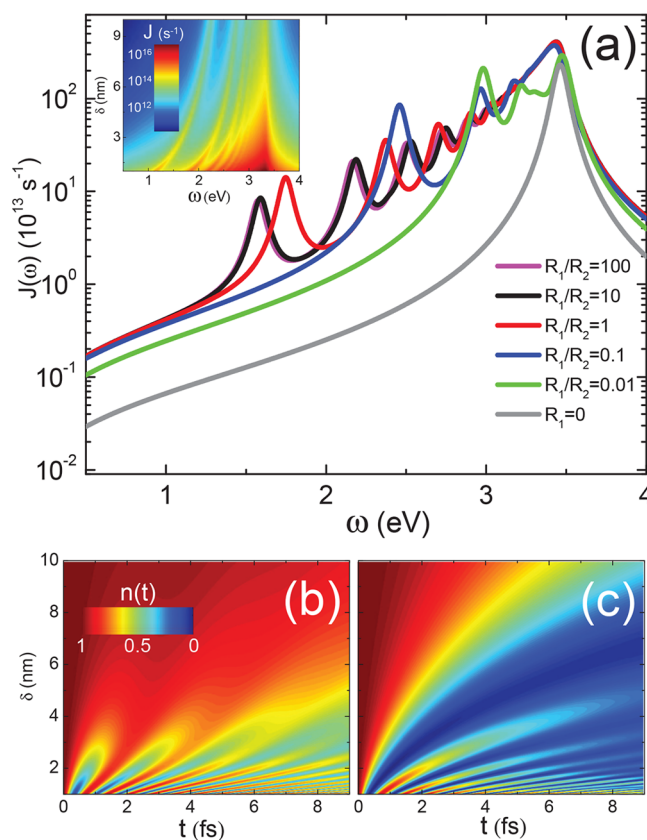 (a)
J (s⁻¹)
10¹⁶
10¹⁴
10¹²
δ (nm)
9
6
3
1 2 3 4
ω (eV)
J(ω) (10¹³ s⁻¹)
10²
10¹
10⁰
10⁻¹
10⁻²
R₁/R₂=100
R₁/R₂=10
R₁/R₂=1
R₁/R₂=0.1
R₁/R₂=0.01
R₁=0
1 2 3 4
ω (eV)
(b)
n(t)
1 0.5 0
δ (nm)
10
8
6
4
2
0 2 4 6 8
t (fs)
(c)
0 2 4 6 8
t (fs)